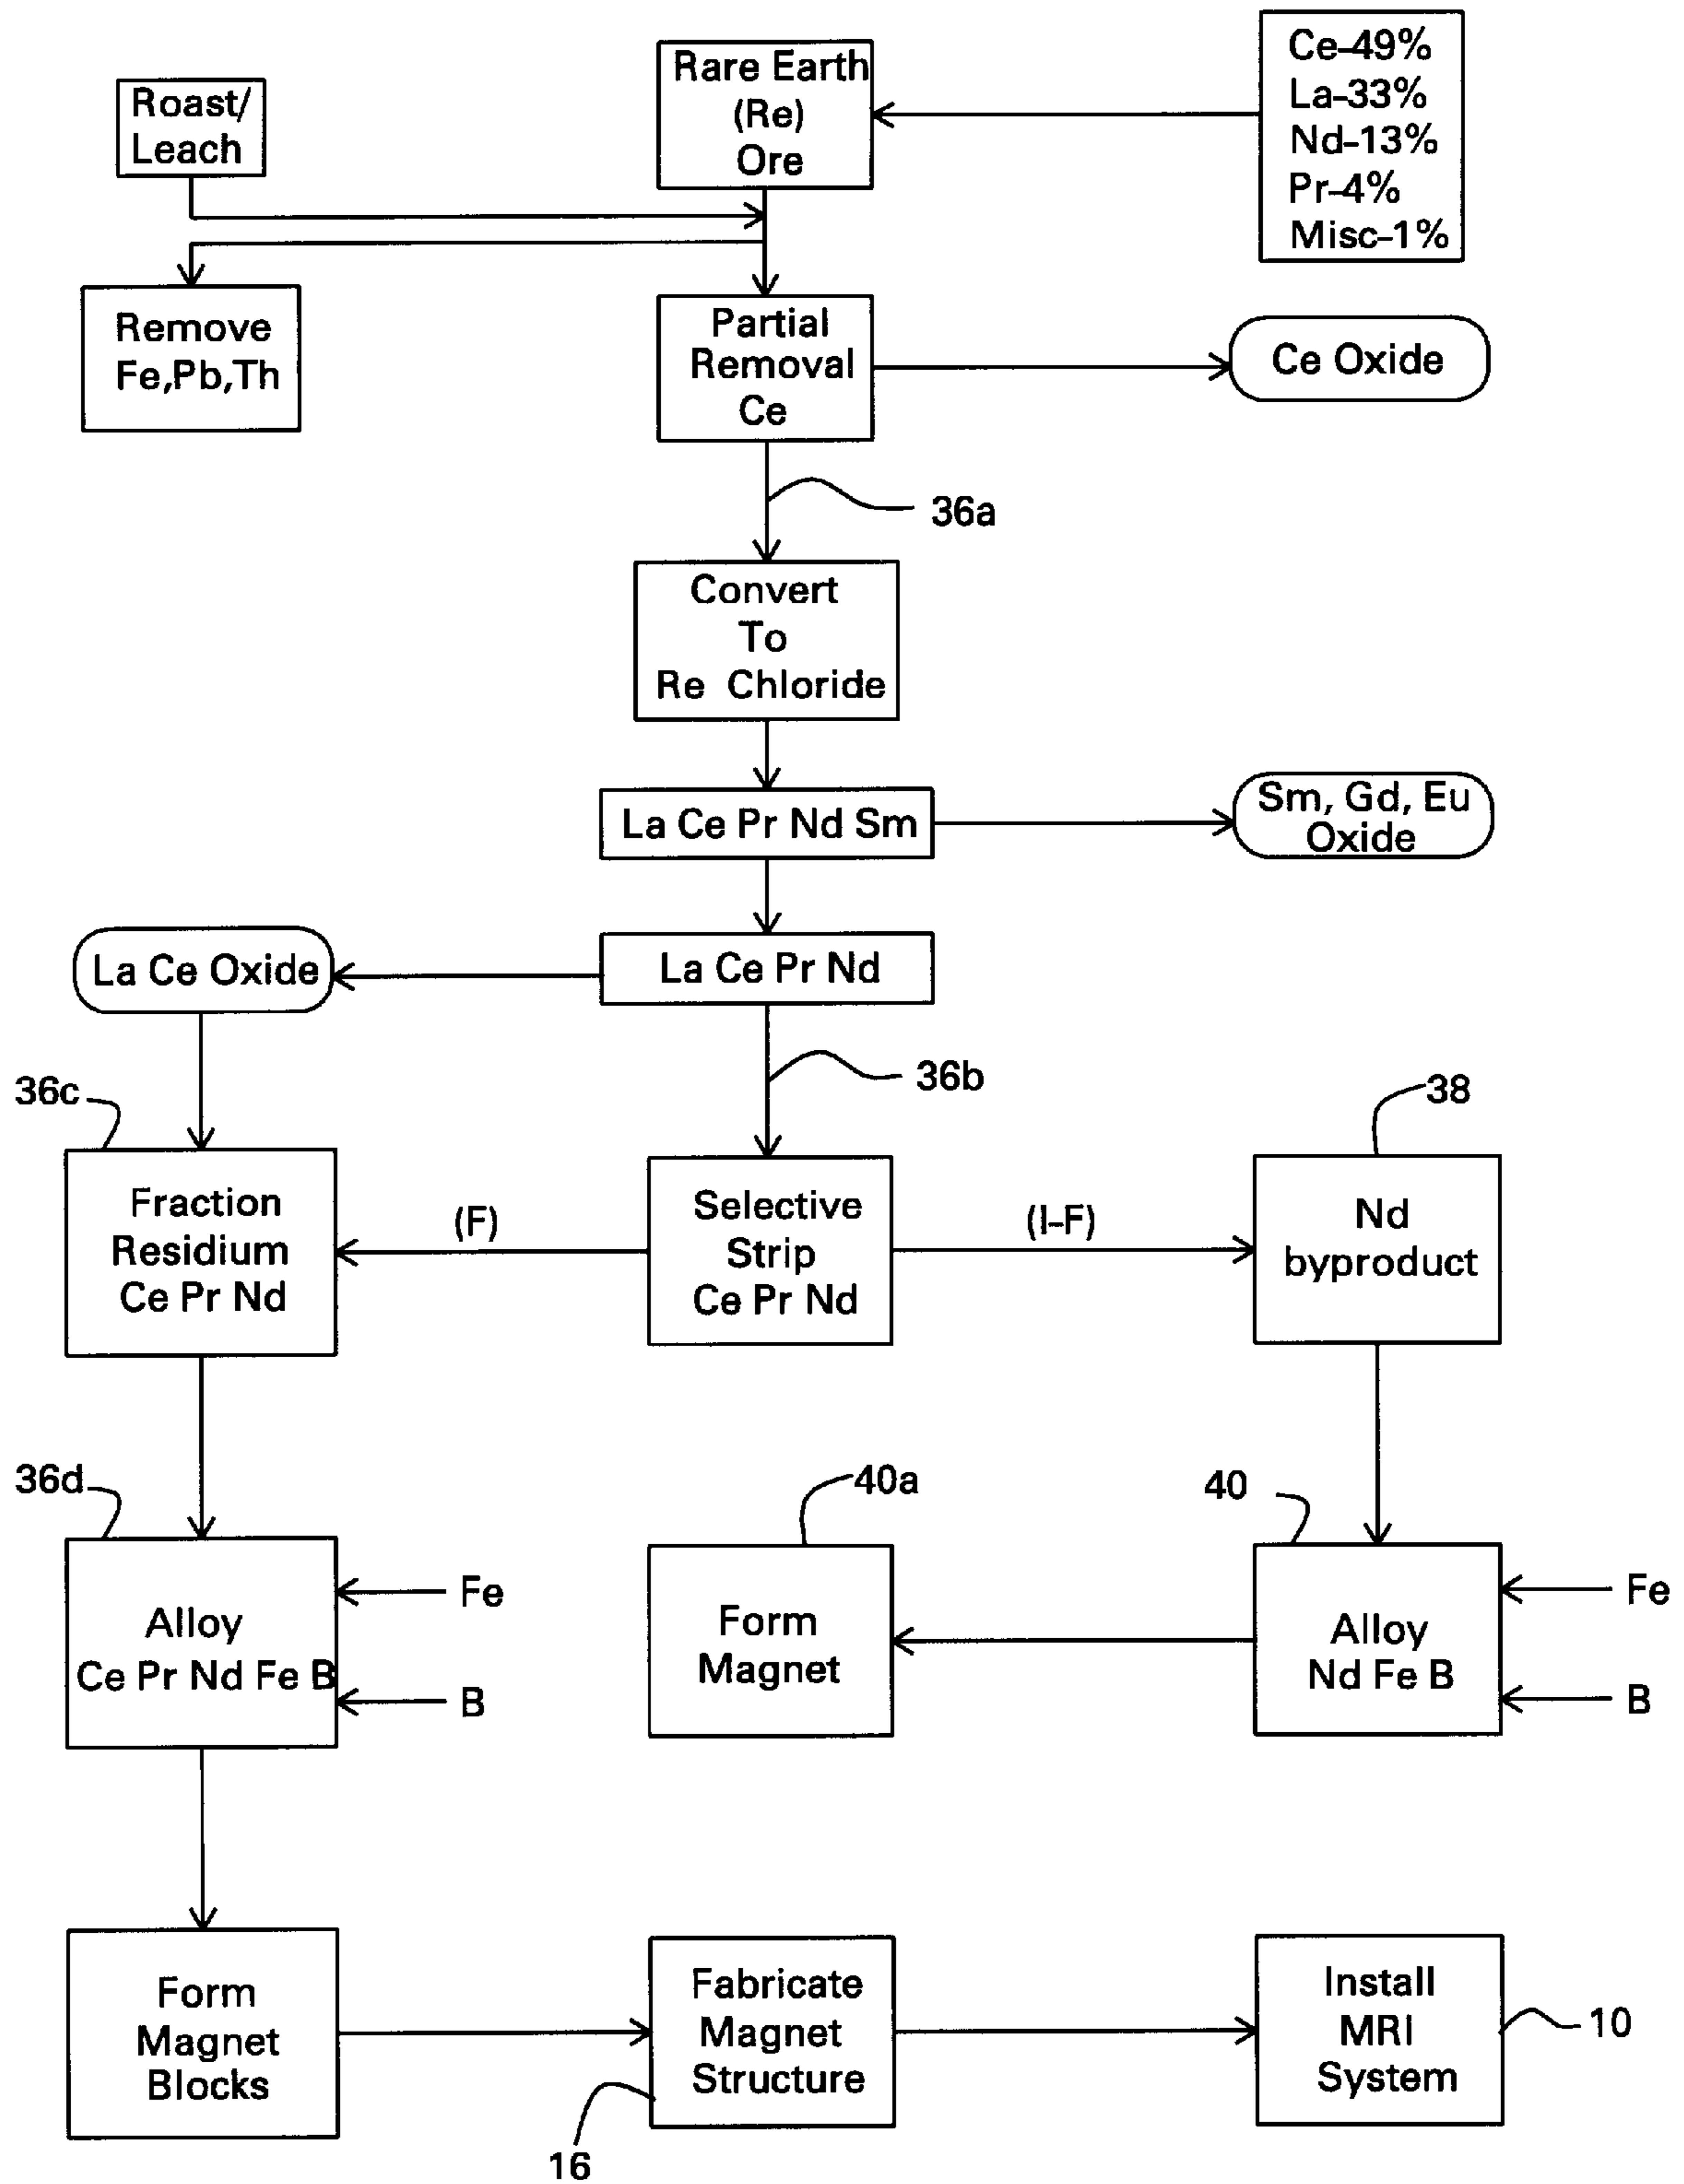 Rare Earth
(Re)
Ore
Ce-49%
La-33%
Nd-13%
Pr-4%
Misc-1%
Roast/
Leach
Remove
Fe,Pb,Th
Partial
Removal
Ce
Ce Oxide
36a
Convert
To
Re Chloride
La Ce Pr Nd Sm
Sm, Gd, Eu
Oxide
La Ce Oxide
La Ce Pr Nd
36b
36c
38
Fraction
Residium
Ce Pr Nd
(F)
Selective
Strip
Ce Pr Nd
(I-F)
Nd
byproduct
36d
40a
40
Alloy
Ce Pr Nd Fe B
Fe
B
Form
Magnet
Alloy
Nd Fe B
Fe
B
Form
Magnet
Blocks
Fabricate
Magnet
Structure
16
Install
MRI
System
10